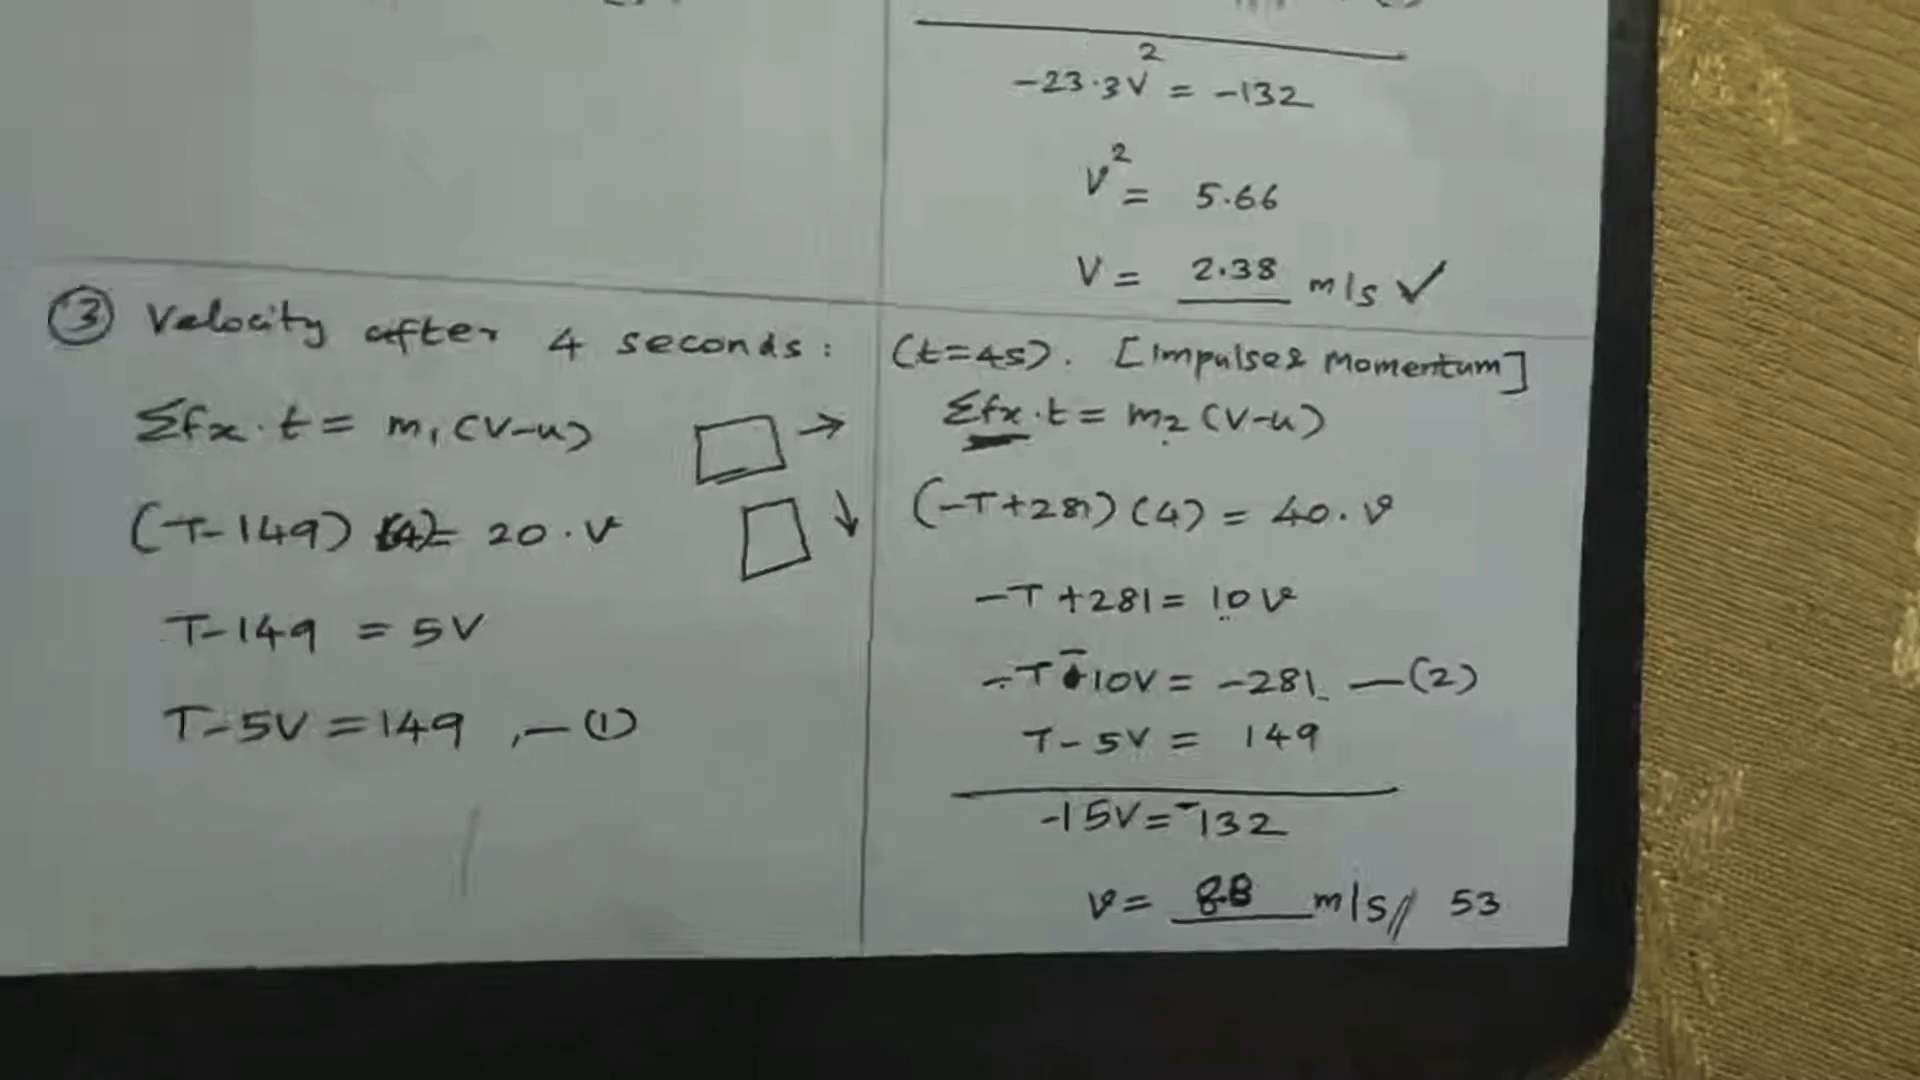 -23.3V² = -132
V² = 5.66
V = 2.38 m/s ✓
③ Velocity after 4 seconds: (t=4s). [Impulse & Momentum]
Σfx.t = m₁(V-u) →
(T-149)(4)= 20.V ↓
T-149 = 5V
T-5V = 149 ,—(1)
Σfx.t = m₂(V-u)
(-T+281)(4) = 40.V
-T+281 = 10V
-T-10V = -281 —(2)
T-5V = 149
-15V = -132
V = 8.8 m/s// 53